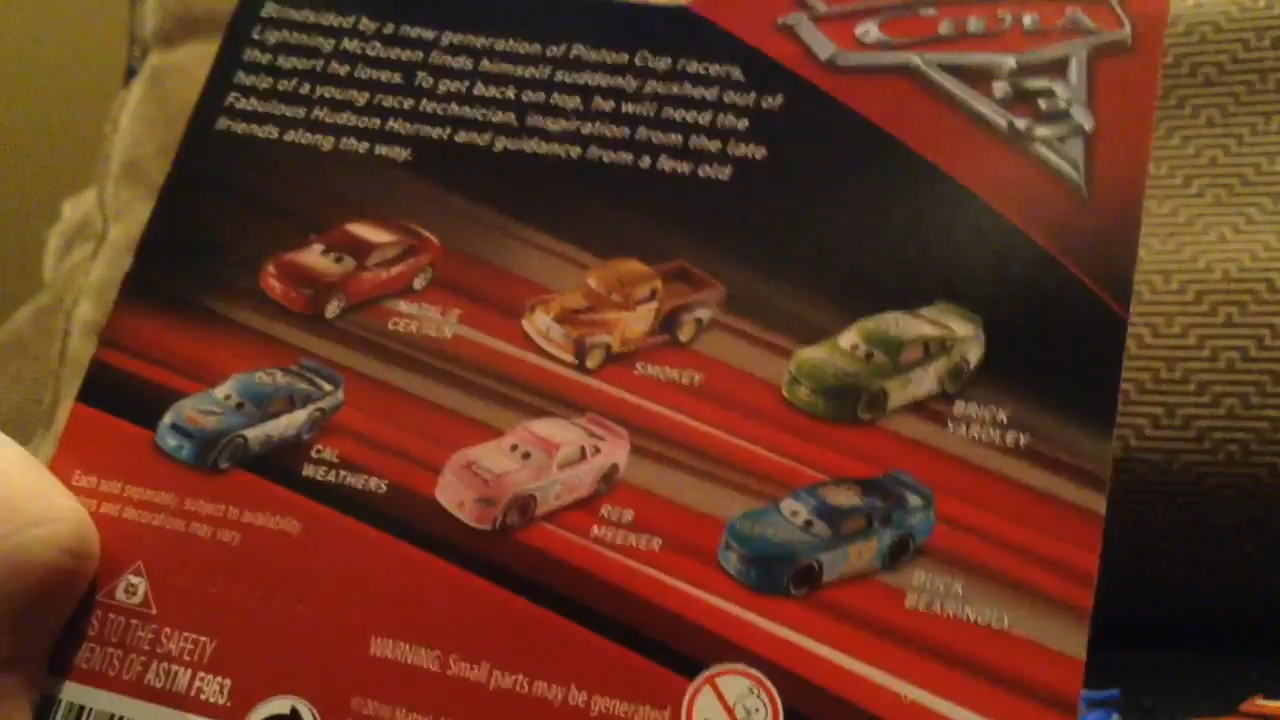 Blindsided by a new generation of Piston Cup racers,
Lightning McQueen finds himself suddenly pushed out of
the sport he loves. To get back on top, he will need the
help of a young race technician, inspiration from the late
Fabulous Hudson Hornet and guidance from a few old
friends along the way.
Cars
NATALIE
CERTAIN
SMOKEY
BRICK
YARDLEY
CAL
WEATHERS
REB
MEEKER
BUCK
BEARINGLY
Each sold separately, subject to availability
and decorations may vary.
S TO THE SAFETY
MENTS OF ASTM F963.
WARNING: Small parts may be generated